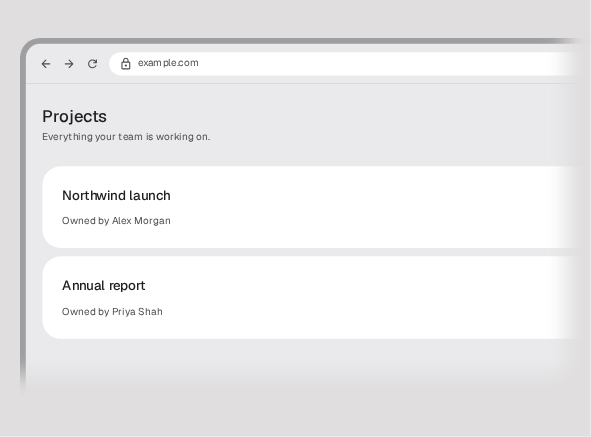 example.com
Projects
Everything your team is working on.
Northwind launch
Owned by Alex Morgan
Annual report
Owned by Priya Shah